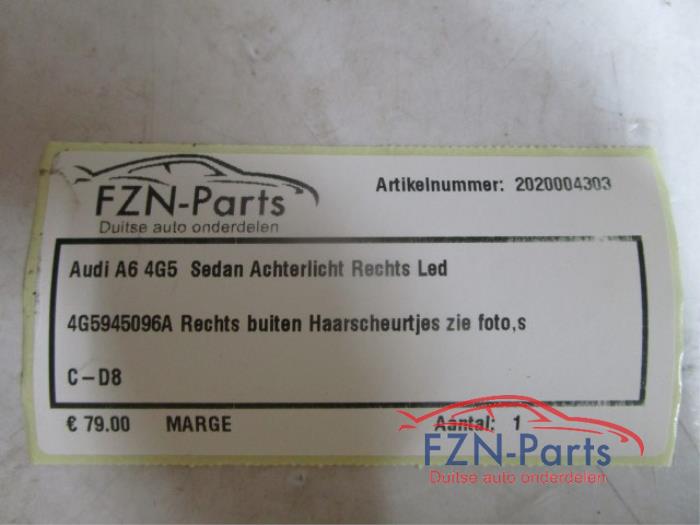 FZN-Parts
Duitse auto onderdelen
Artikelnummer: 2020004303
Audi A6 4G5 Sedan Achterlicht Rechts Led
4G5945096A Rechts buiten Haarscheurtjes zie foto,s
C-D8
€ 79.00 MARGE Aantal: 1
FZN-Parts
Duitse auto onderdelen